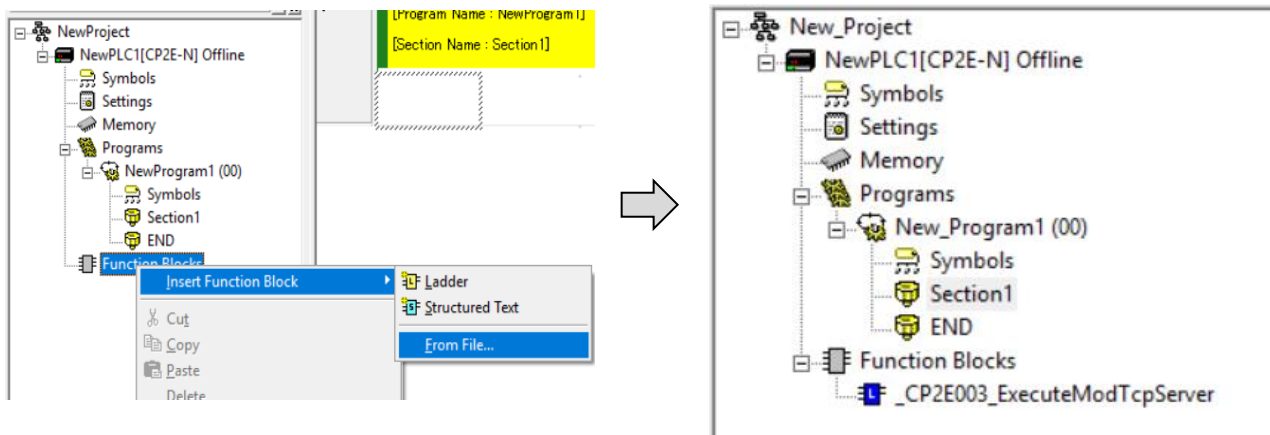 NewProject
NewPLC1[CP2E-N] Offline
Symbols
Settings
Memory
Programs
NewProgram1 (00)
Symbols
Section1
END
Function Blocks
[Program Name : NewProgram1]
[Section Name : Section1]
Insert Function Block
Cut
Copy
Paste
Delete
Ladder
Structured Text
From File...
New_Project
NewPLC1[CP2E-N] Offline
Symbols
Settings
Memory
Programs
New_Program1 (00)
Symbols
Section1
END
Function Blocks
_CP2E003_ExecuteModTcpServer